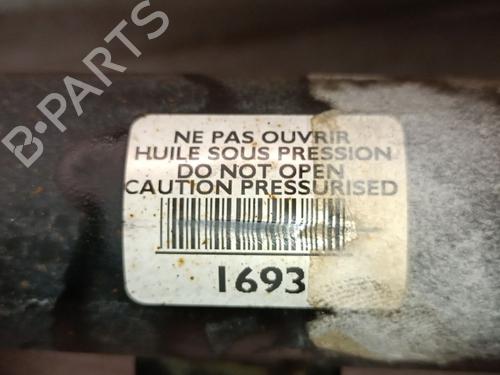 B-PARTS
NE PAS OUVRIR
HUILE SOUS PRESSION
DO NOT OPEN
CAUTION PRESSURISED
1693